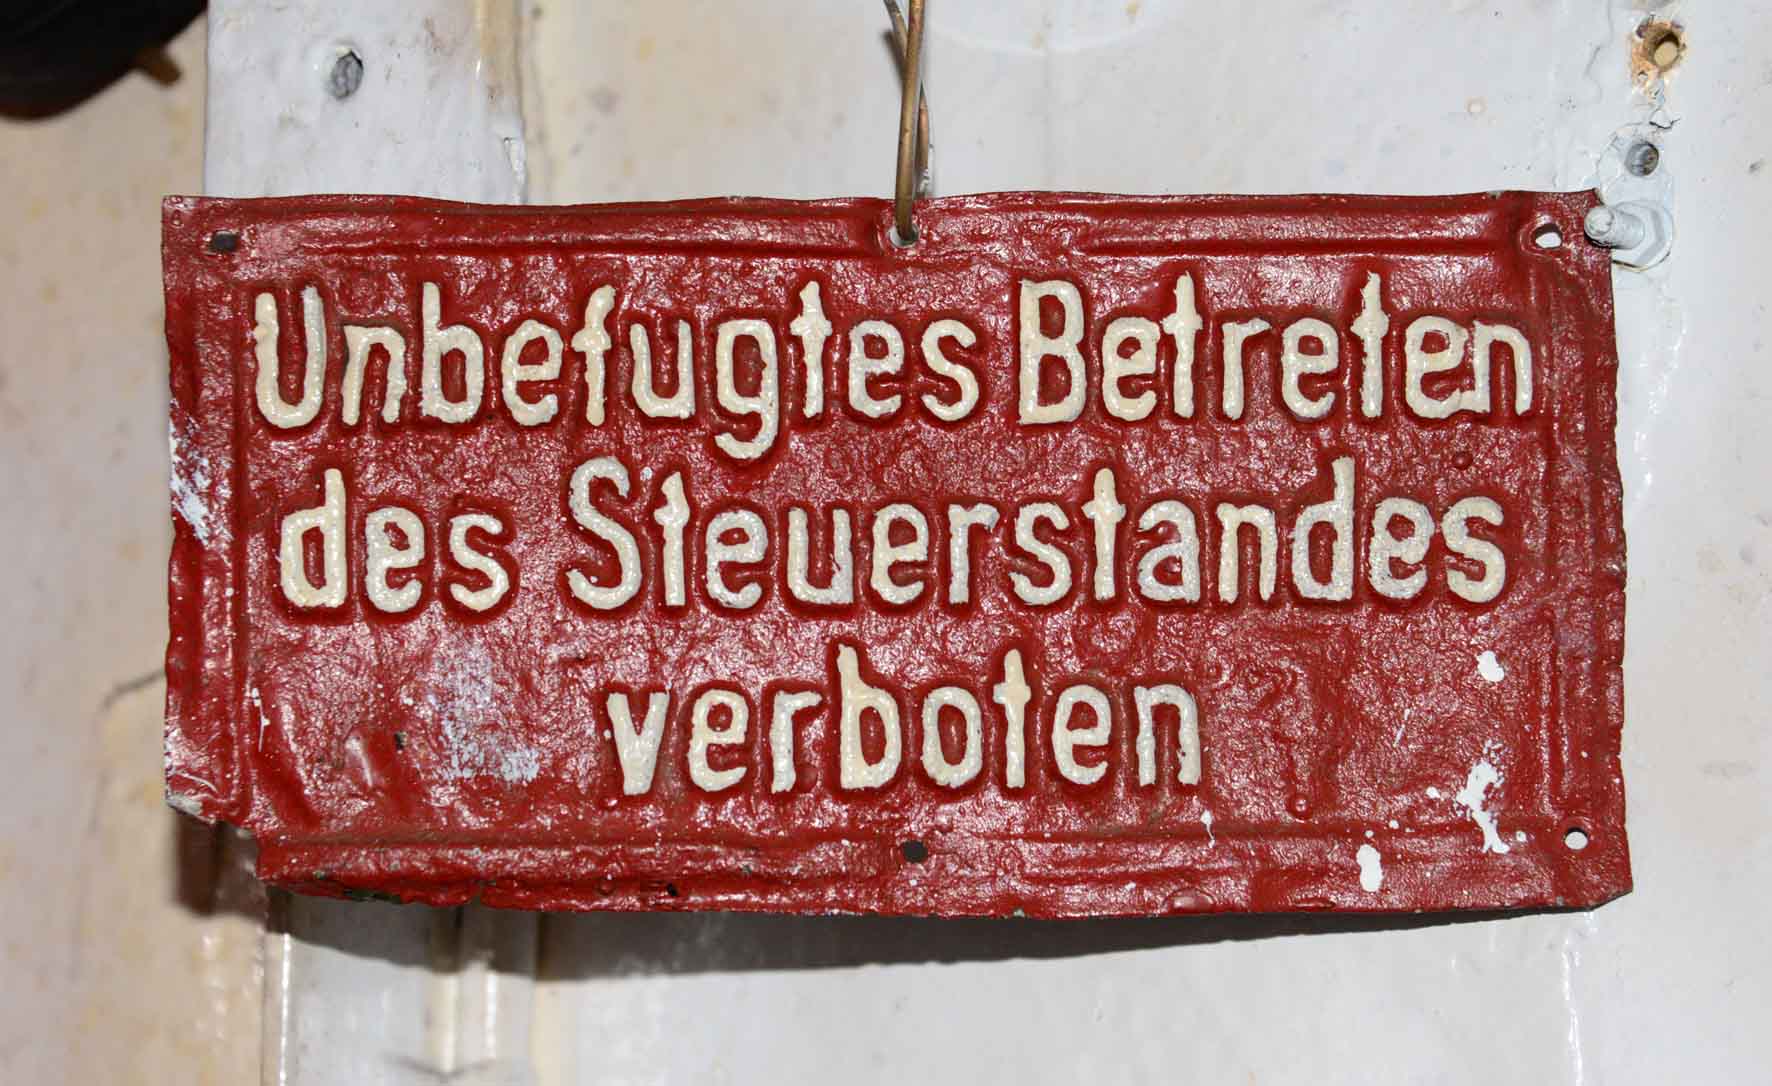 Unbefugtes Betreten
des Steuerstandes
verboten